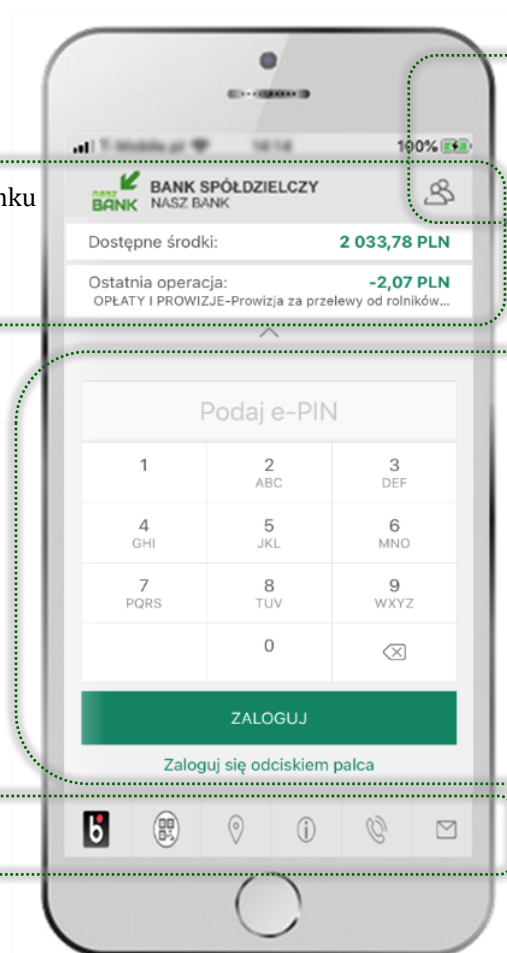 100%
nasz
BANK
BANK SPÓŁDZIELCZY
NASZ BANK
nku
Dostępne środki: 2 033,78 PLN
Ostatnia operacja: -2,07 PLN
OPŁATY I PROWIZJE-Prowizja za przelewy od rolników...
Podaj e-PIN
1 2 3
ABC DEF
4 5 6
GHI JKL MNO
7 8 9
PQRS TUV WXYZ
0
ZALOGUJ
Zaloguj się odciskiem palca